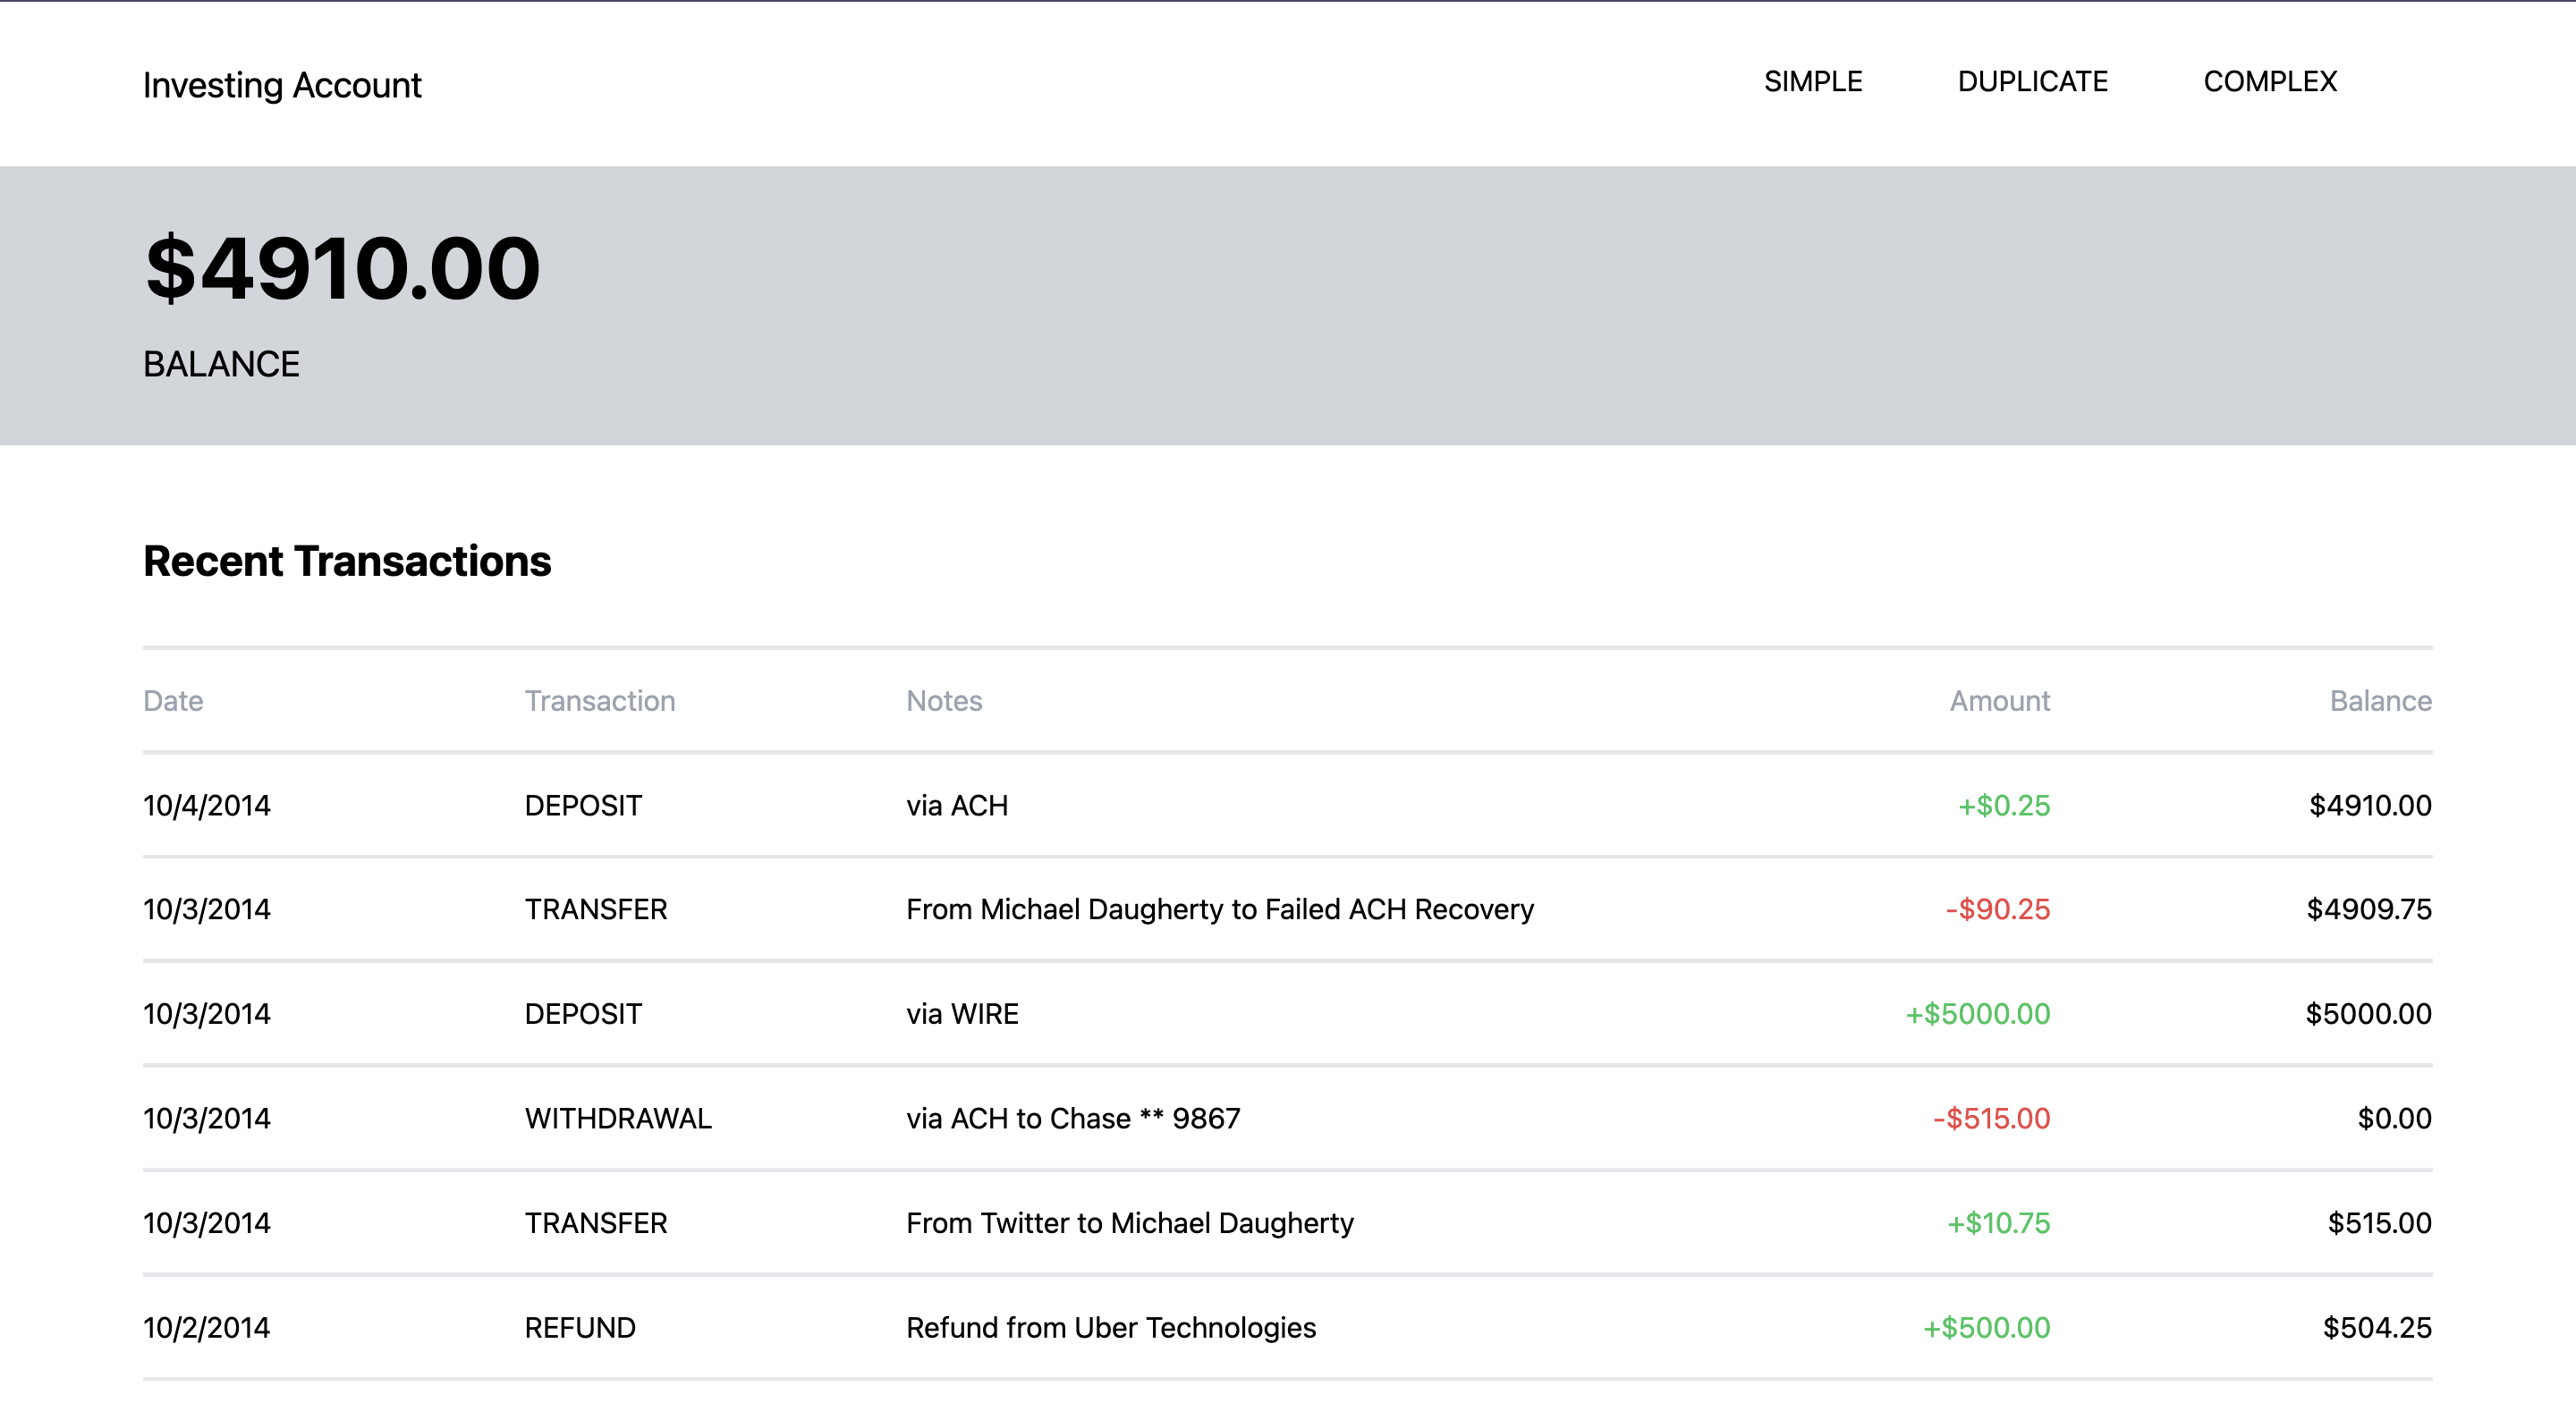 Investing Account SIMPLE DUPLICATE COMPLEX
$4910.00
BALANCE
Recent Transactions
Date Transaction Notes Amount Balance
10/4/2014 DEPOSIT via ACH +$0.25 $4910.00
10/3/2014 TRANSFER From Michael Daugherty to Failed ACH Recovery -$90.25 $4909.75
10/3/2014 DEPOSIT via WIRE +$5000.00 $5000.00
10/3/2014 WITHDRAWAL via ACH to Chase ** 9867 -$515.00 $0.00
10/3/2014 TRANSFER From Twitter to Michael Daugherty +$10.75 $515.00
10/2/2014 REFUND Refund from Uber Technologies +$500.00 $504.25